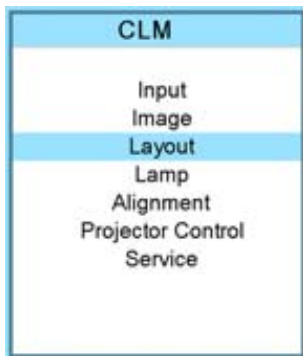 CLM
Input
Image
Layout
Lamp
Alignment
Projector Control
Service